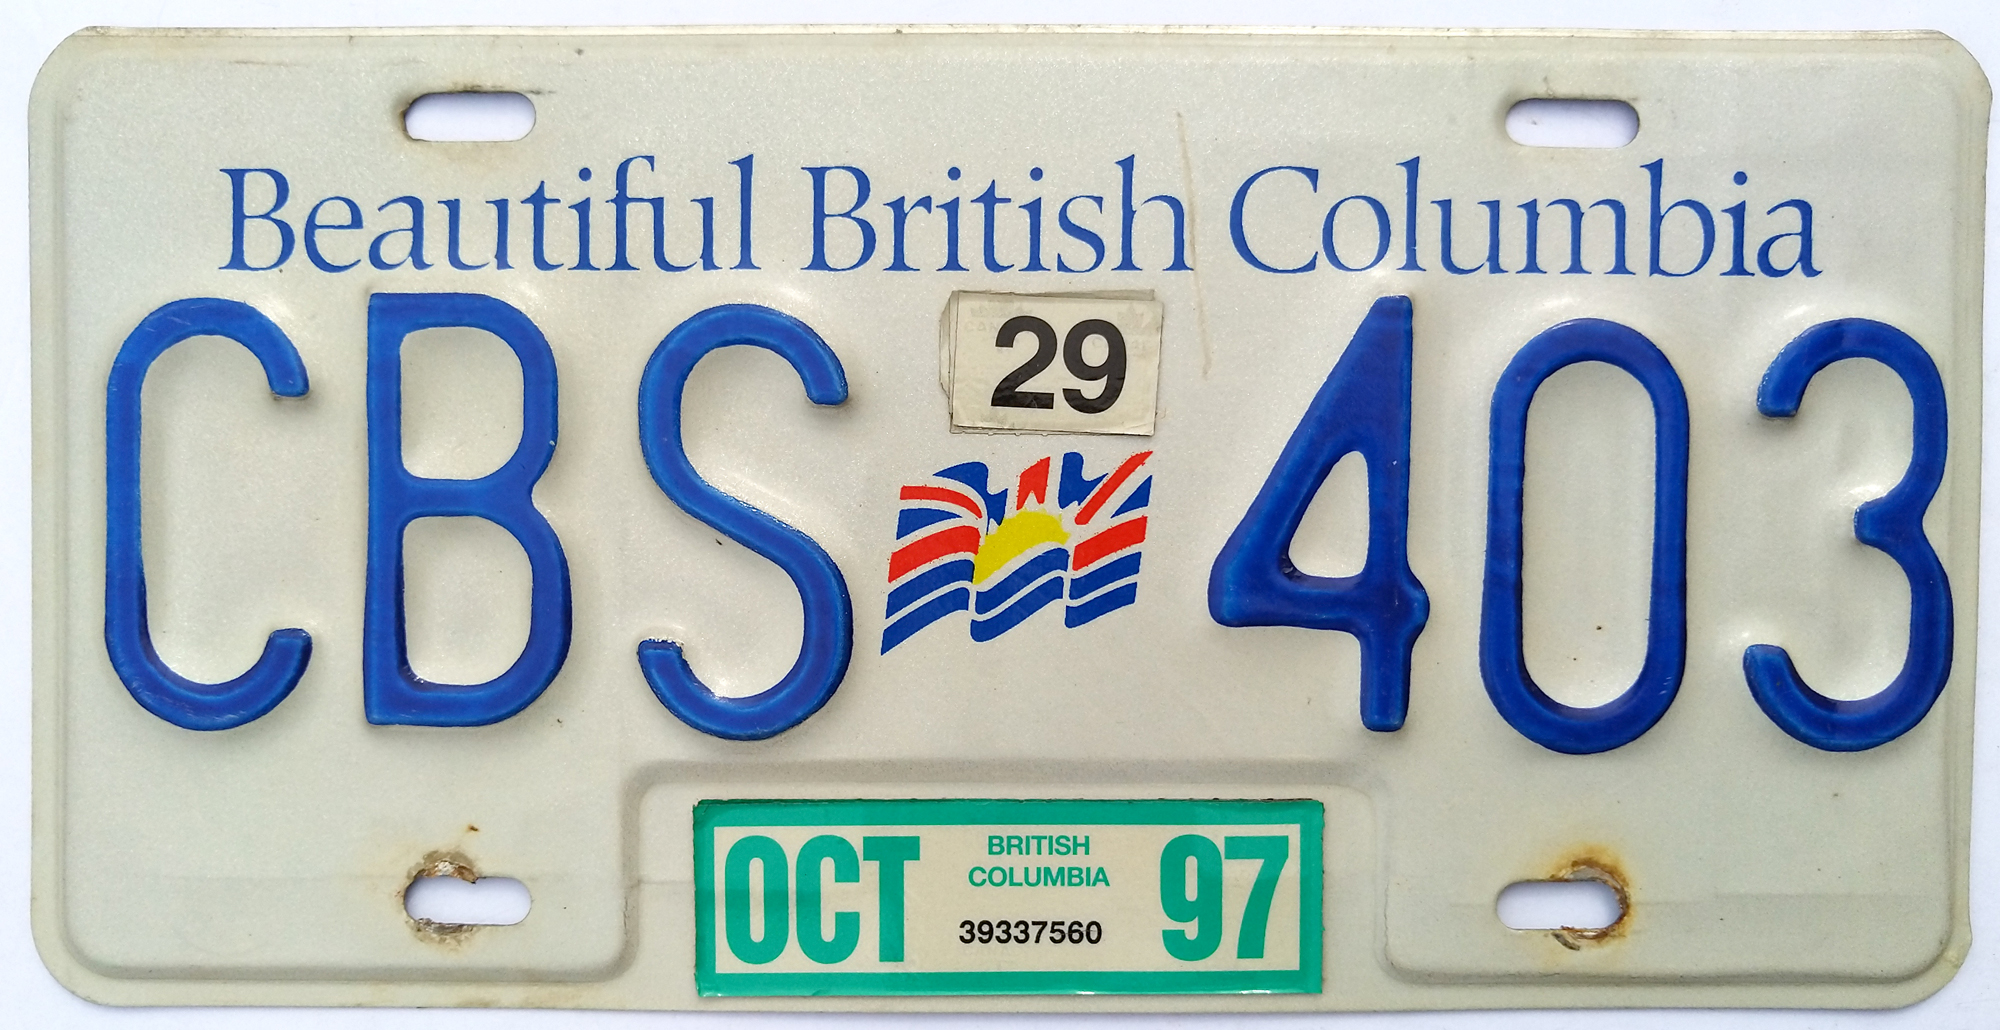 Beautiful British Columbia
CBS 29 403
OCT BRITISH COLUMBIA 97
39337560